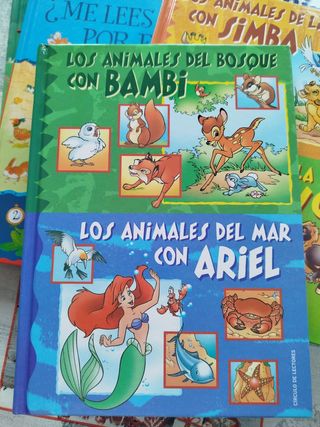 ¿ME LEES
POR F
LOS ANIMALES DE LA
CON SIMBA
LOS ANIMALES DEL BOSQUE
CON BAMBI
LA
2
LOS ANIMALES DEL MAR
CON ARIEL
CÍRCULO DE LECTORES